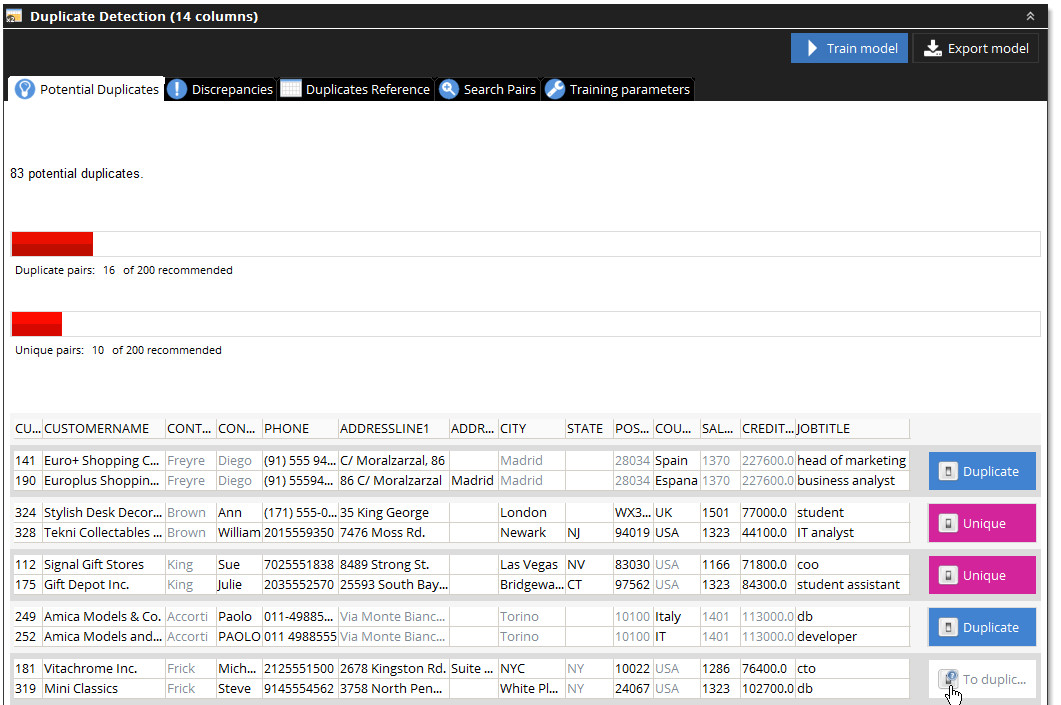 Duplicate Detection (14 columns)
Train model Export model
Potential Duplicates Discrepancies Duplicates Reference Search Pairs Training parameters
83 potential duplicates.
Duplicate pairs: 16 of 200 recommended
Unique pairs: 10 of 200 recommended
CU... CUSTOMERNAME CONT... CON... PHONE ADDRESSLINE1 ADDR... CITY STATE POS... COU... SAL... CREDIT... JOBTITLE
141 Euro+ Shopping C... Freyre Diego (91) 555 94... C/ Moralzarzal, 86 Madrid 28034 Spain 1370 227600.0 head of marketing
190 Europlus Shoppin... Freyre Diego (91) 55594... 86 C/ Moralzarzal Madrid Madrid 28034 Espana 1370 227600.0 business analyst
Duplicate
324 Stylish Desk Decor... Brown Ann (171) 555-0... 35 King George London WX3... UK 1501 77000.0 student
328 Tekni Collectables ... Brown William 2015559350 7476 Moss Rd. Newark NJ 94019 USA 1323 44100.0 IT analyst
Unique
112 Signal Gift Stores King Sue 7025551838 8489 Strong St. Las Vegas NV 83030 USA 1166 71800.0 coo
175 Gift Depot Inc. King Julie 2035552570 25593 South Bay... Bridgewa... CT 97562 USA 1323 84300.0 student assistant
Unique
249 Amica Models & Co. Accorti Paolo 011-49885... Via Monte Bianc... Torino 10100 Italy 1401 113000.0 db
252 Amica Models and... Accorti PAOLO 011 4988555 Via Monte Bianc... Torino 10100 IT 1401 113000.0 developer
Duplicate
181 Vitachrome Inc. Frick Mich... 2125551500 2678 Kingston Rd. Suite ... NYC NY 10022 USA 1286 76400.0 cto
319 Mini Classics Frick Steve 9145554562 3758 North Pen... White Pl... NY 24067 USA 1323 102700.0 db
To duplic...